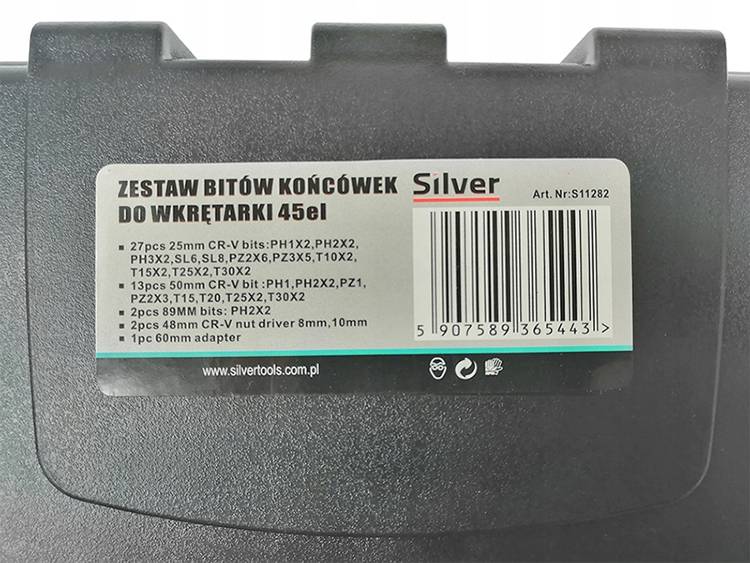 ZESTAW BITÓW KOŃCÓWEK
DO WKRĘTARKI 45el
Silver
Art. Nr:S11282
▪ 27pcs 25mm CR-V bits:PH1X2,PH2X2,
PH3X2,SL6,SL8,PZ2X6,PZ3X5,T10X2,
T15X2,T25X2,T30X2
▪ 13pcs 50mm CR-V bit :PH1,PH2X2,PZ1,
PZ2X3,T15,T20,T25X2,T30X2
▪ 2pcs 89MM bits: PH2X2
▪ 2pcs 48mm CR-V nut driver 8mm,10mm
▪ 1pc 60mm adapter
5 907589 365443 >
www.silvertools.com.pl